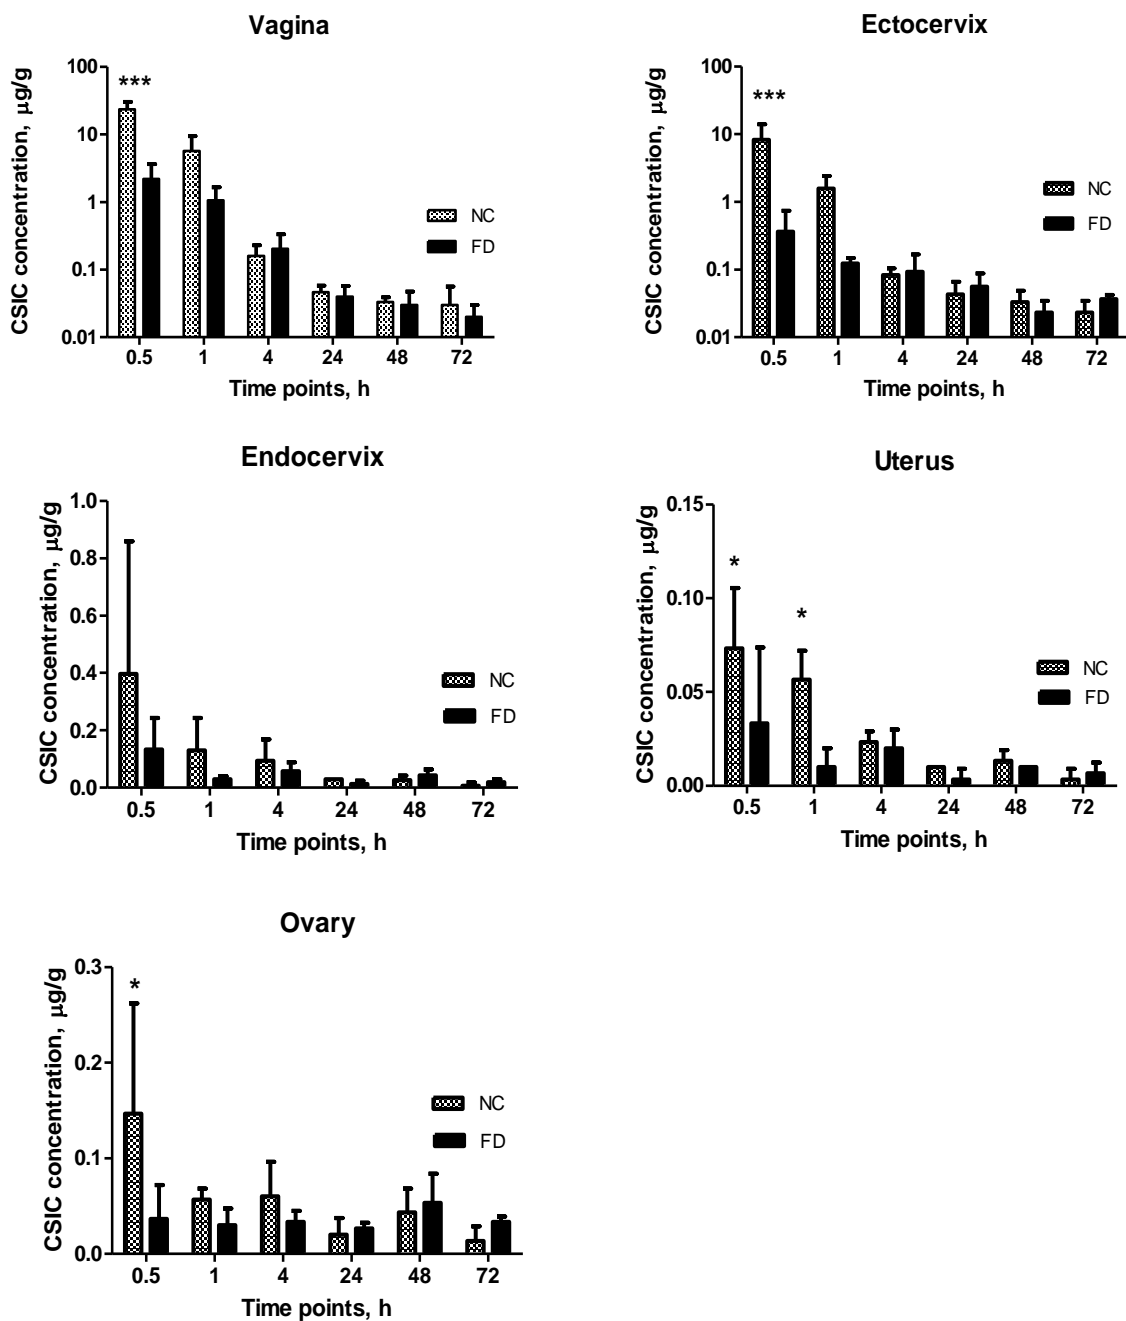 Vagina
CSIC concentration, μg/g
100
10
1
0.1
0.01
***
NC
FD
0.5 1 4 24 48 72
Time points, h
Ectocervix
CSIC concentration, μg/g
100
10
1
0.1
0.01
***
NC
FD
0.5 1 4 24 48 72
Time points, h
Endocervix
CSIC concentration, μg/g
1.0
0.8
0.6
0.4
0.2
0.0
NC
FD
0.5 1 4 24 48 72
Time points, h
Uterus
CSIC concentration, μg/g
0.15
0.10
0.05
0.00
*
*
NC
FD
0.5 1 4 24 48 72
Time points, h
Ovary
CSIC concentration, μg/g
0.3
0.2
0.1
0.0
*
NC
FD
0.5 1 4 24 48 72
Time points, h